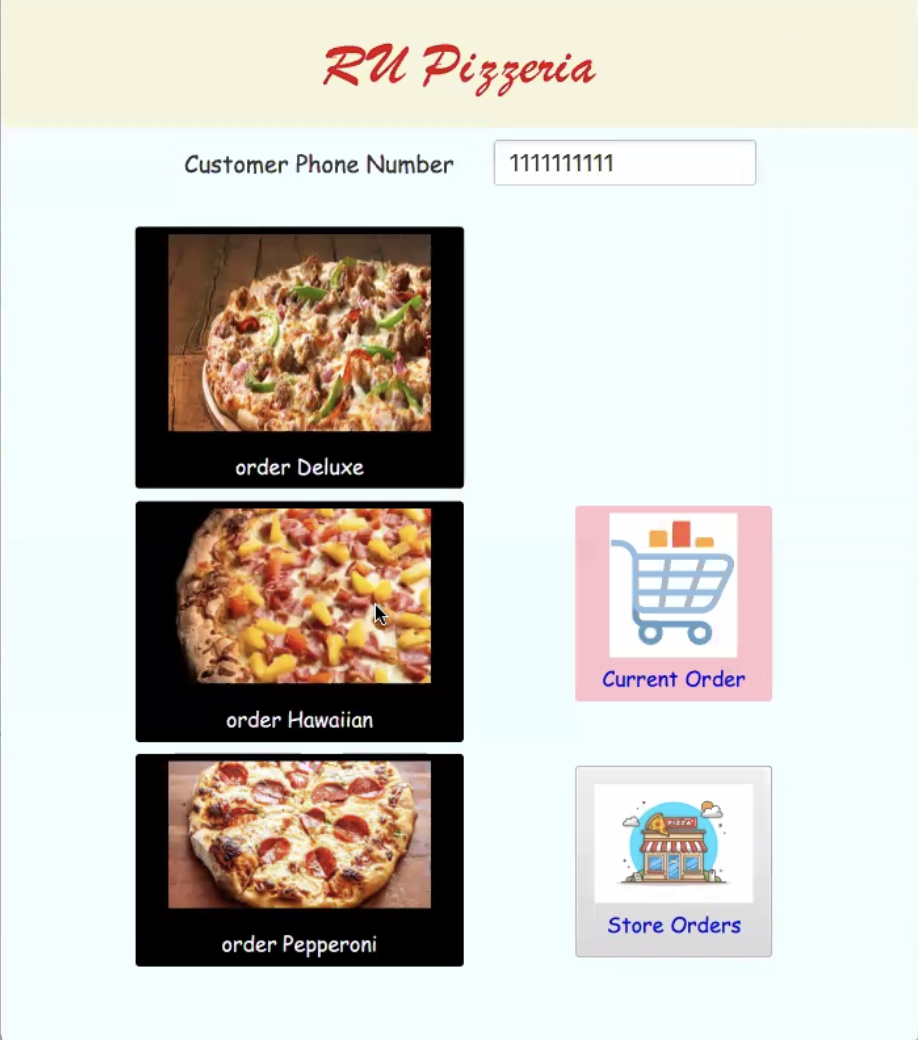 RU Pizzeria
Customer Phone Number
1111111111
order Deluxe
order Hawaiian
Current Order
order Pepperoni
PIZZA
Store Orders